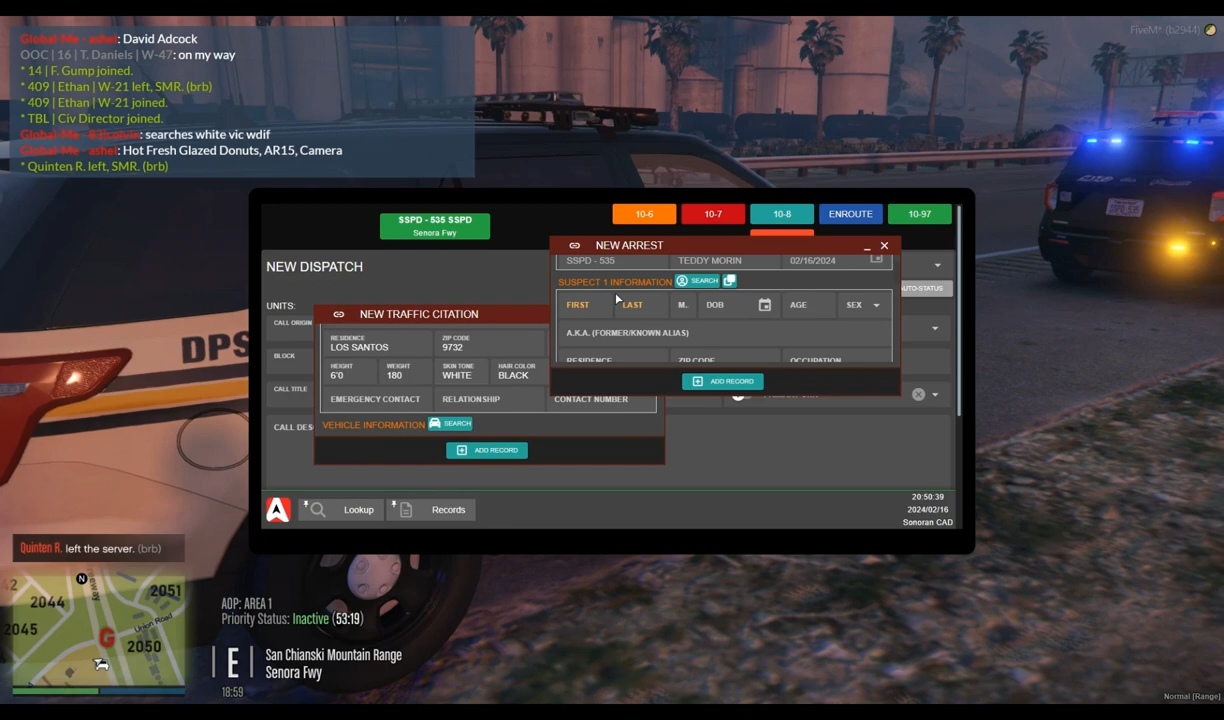 Global-Me - ashei: David Adcock
OOC | 16 | T. Daniels | W-47: on my way
* 14 | F. Gump joined.
* 409 | Ethan | W-21 left, SMR. (brb)
* 409 | Ethan | W-21 joined.
* TBL | Civ Director joined.
: searches white vic wdif
Global-Me - ashei: Hot Fresh Glazed Donuts, AR15, Camera
* Quinten R. left, SMR. (brb)
FiveM* (b2944)
SSPD - 535 SSPD
Senora Fwy
10-6
10-7
10-8
ENROUTE
10-97
NEW DISPATCH
NEW ARREST
SSPD - 535
TEDDY MORIN
02/16/2024
SUSPECT 1 INFORMATION
SEARCH
AUTO-STATUS
FIRST
LAST
M.
DOB
AGE
SEX
A.K.A. (FORMER/KNOWN ALIAS)
RESIDENCE
ZIP CODE
OCCUPATION
ADD RECORD
UNITS:
CALL ORIGIN
BLOCK
CALL TITLE
CALL DES
NEW TRAFFIC CITATION
RESIDENCE
LOS SANTOS
ZIP CODE
9732
HEIGHT
6'0
WEIGHT
180
SKIN TONE
WHITE
HAIR COLOR
BLACK
EMERGENCY CONTACT
RELATIONSHIP
CONTACT NUMBER
VEHICLE INFORMATION
SEARCH
ADD RECORD
Lookup
Records
20:50:39
2024/02/16
Sonoran CAD
DPS
Quinten R. left the server. (brb)
N
42
2044
2045
2051
2050
Union Road
G
AOP: AREA 1
Priority Status: Inactive (53:19)
E
San Chianski Mountain Range
Senora Fwy
18:59
Normal [Range]